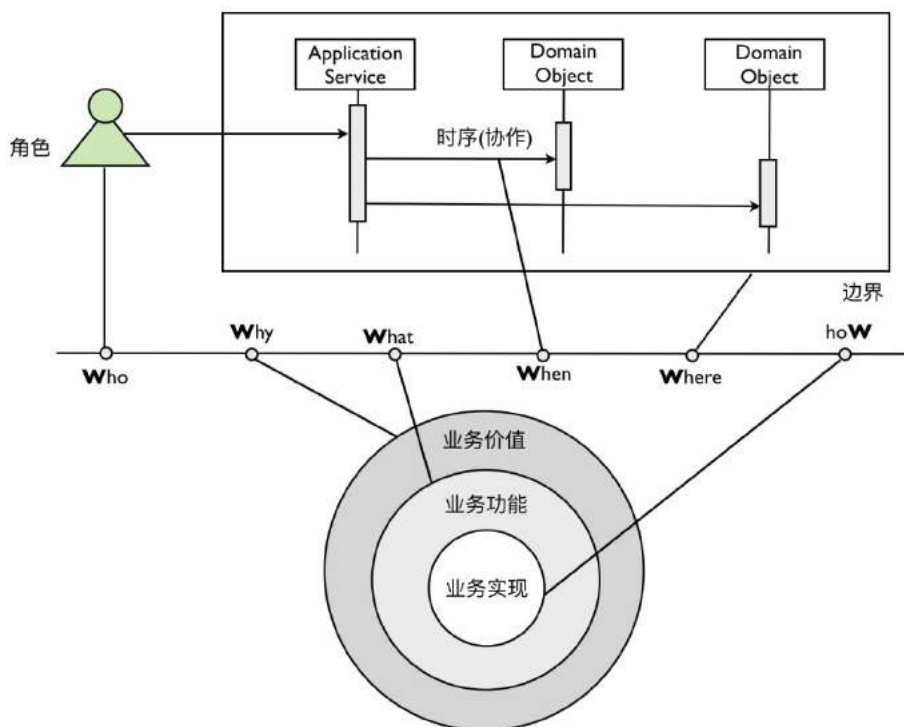 Application
Service
Domain
Object
Domain
Object
角色
时序(协作)
边界
Who
Why
What
When
Where
hoW
业务价值
业务功能
业务实现